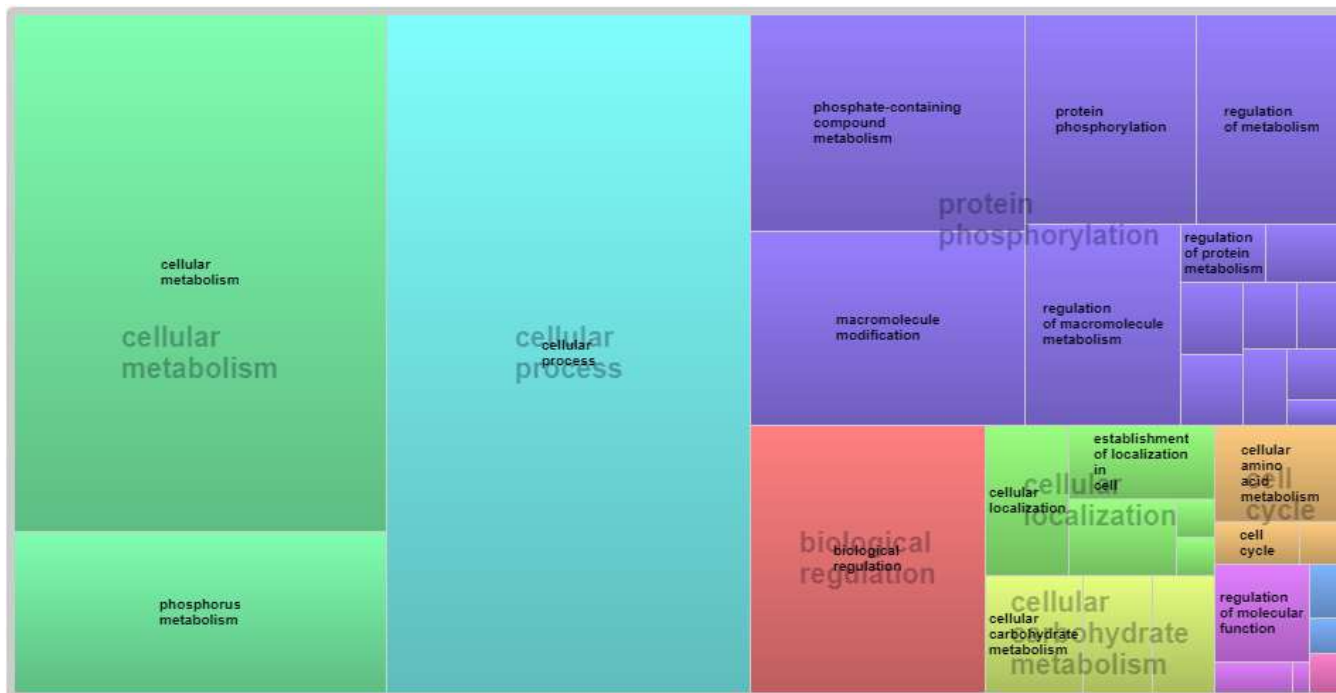 cellular
metabolism
cellular
metabolism
phosphorus
metabolism
cellular
process
cellular
process
phosphate-containing
compound
metabolism
protein
phosphorylation
regulation
of metabolism
protein
phosphorylation
macromolecule
modification
regulation
of macromolecule
metabolism
regulation
of protein
metabolism
biological
regulation
biological
regulation
cellular
localization
establishment
of localization
in
cell
cellular
localization
cellular
carbohydrate
metabolism
cellular
carbohydrate
metabolism
cellular
amino
acid
metabolism
cell
cycle
cell
cycle
regulation
of molecular
function